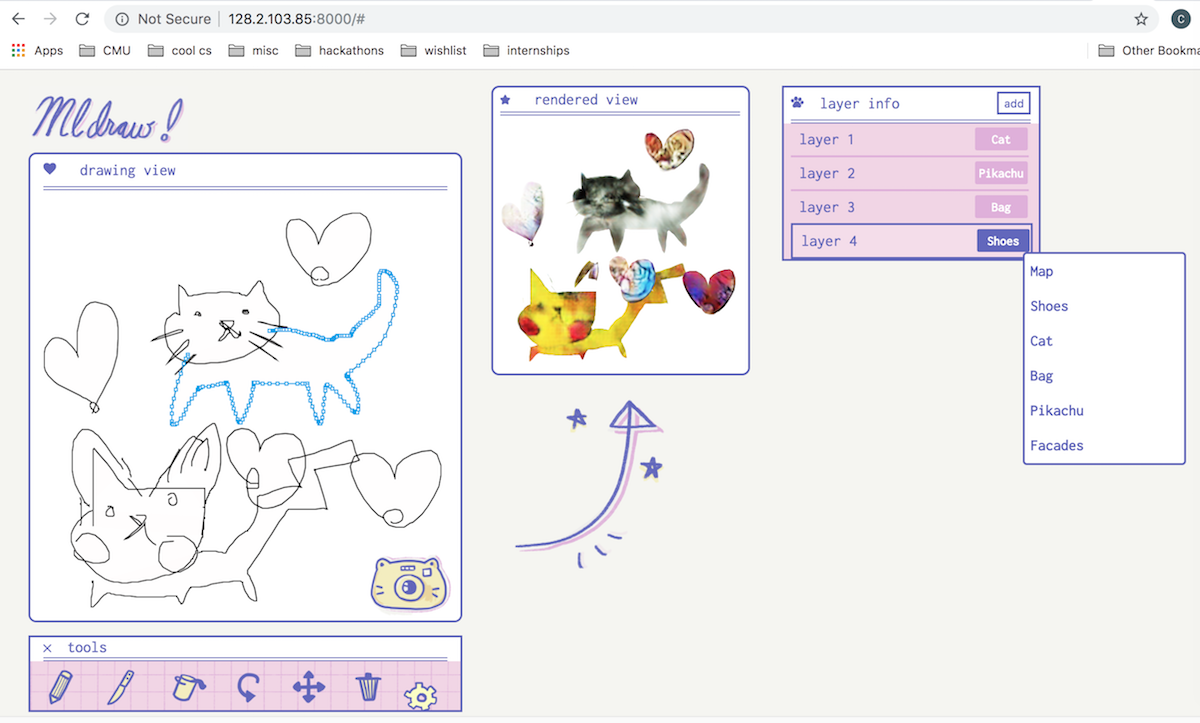 Not Secure 128.2.103.85:8000/# C
Apps CMU cool cs misc hackathons wishlist internships Other Bookma
Mldraw!
drawing view
tools
rendered view
layer info add
layer 1 Cat
layer 2 Pikachu
layer 3 Bag
layer 4 Shoes
Map
Shoes
Cat
Bag
Pikachu
Facades